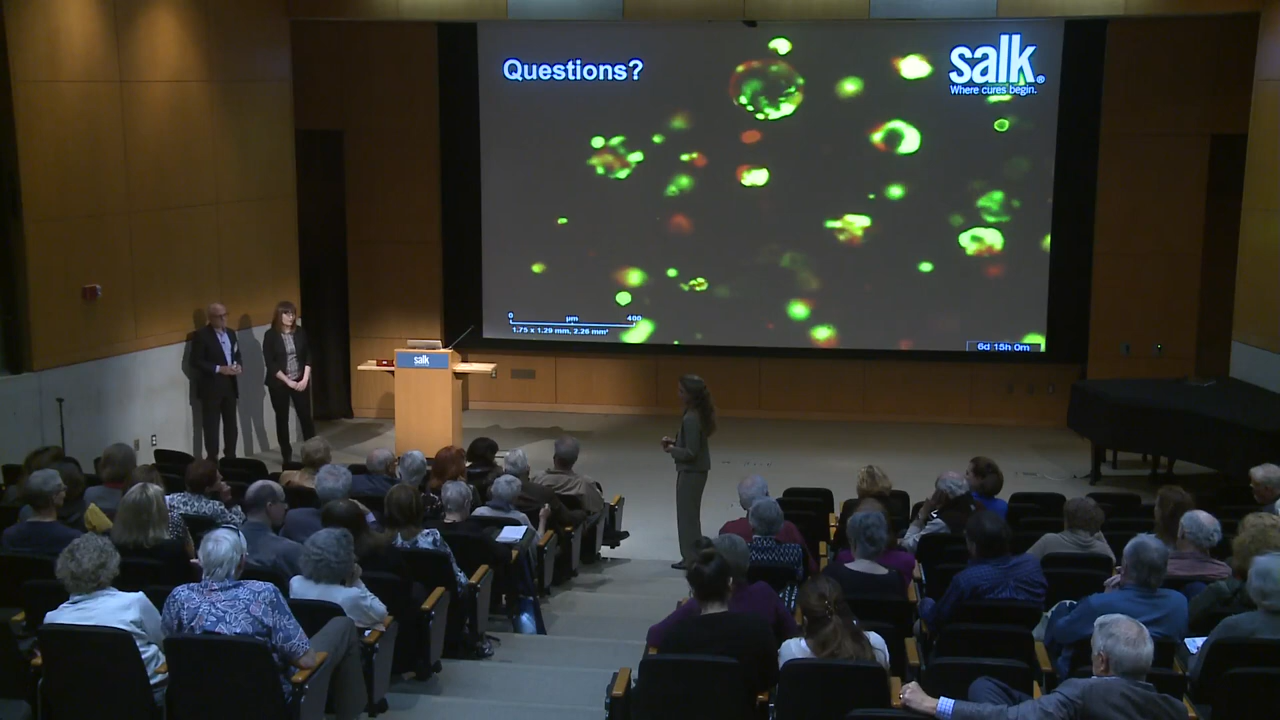 Questions?
salk®
Where cures begin.
0 µm 400
1.75 x 1.29 mm, 2.26 mm²
6d 15h 0m
salk